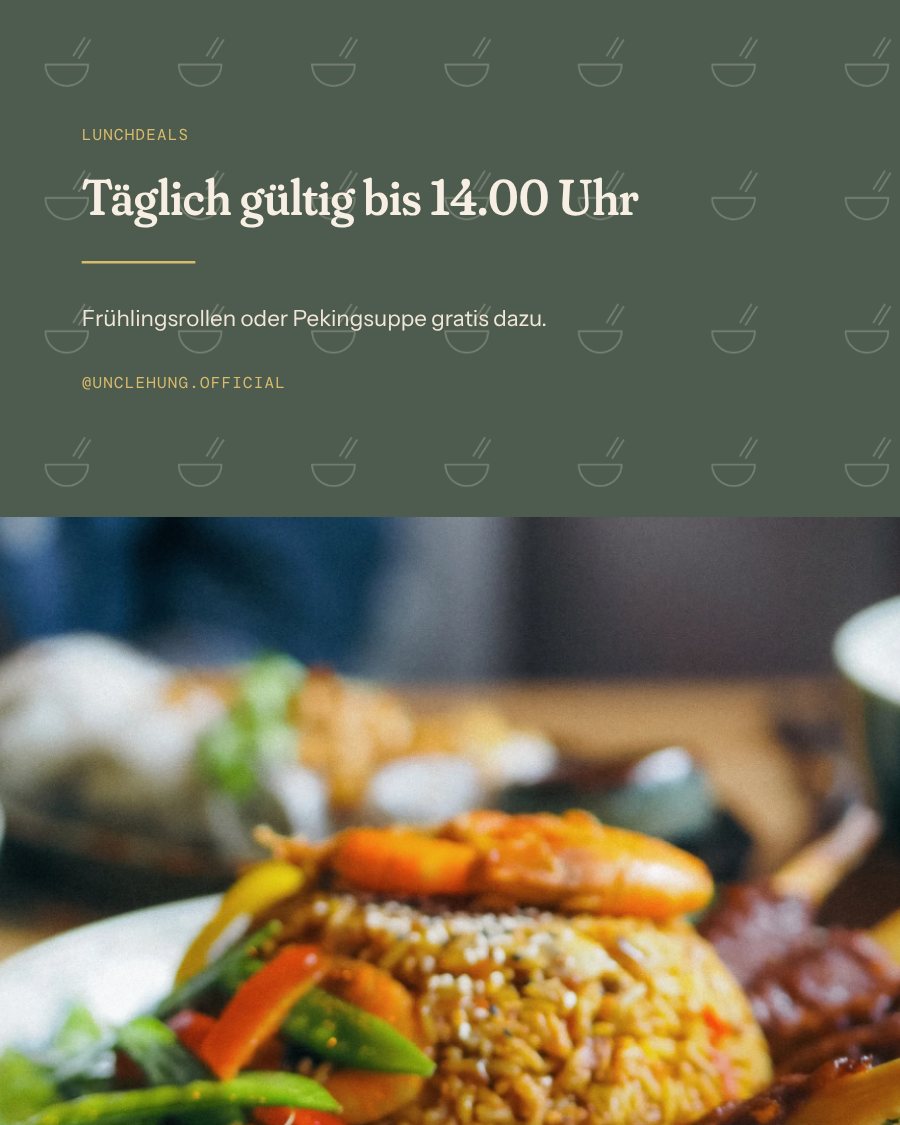 LUNCHDEALS
Täglich gültig bis 14.00 Uhr
Frühlingsrollen oder Pekingsuppe gratis dazu.
@UNCLEHUNG.OFFICIAL